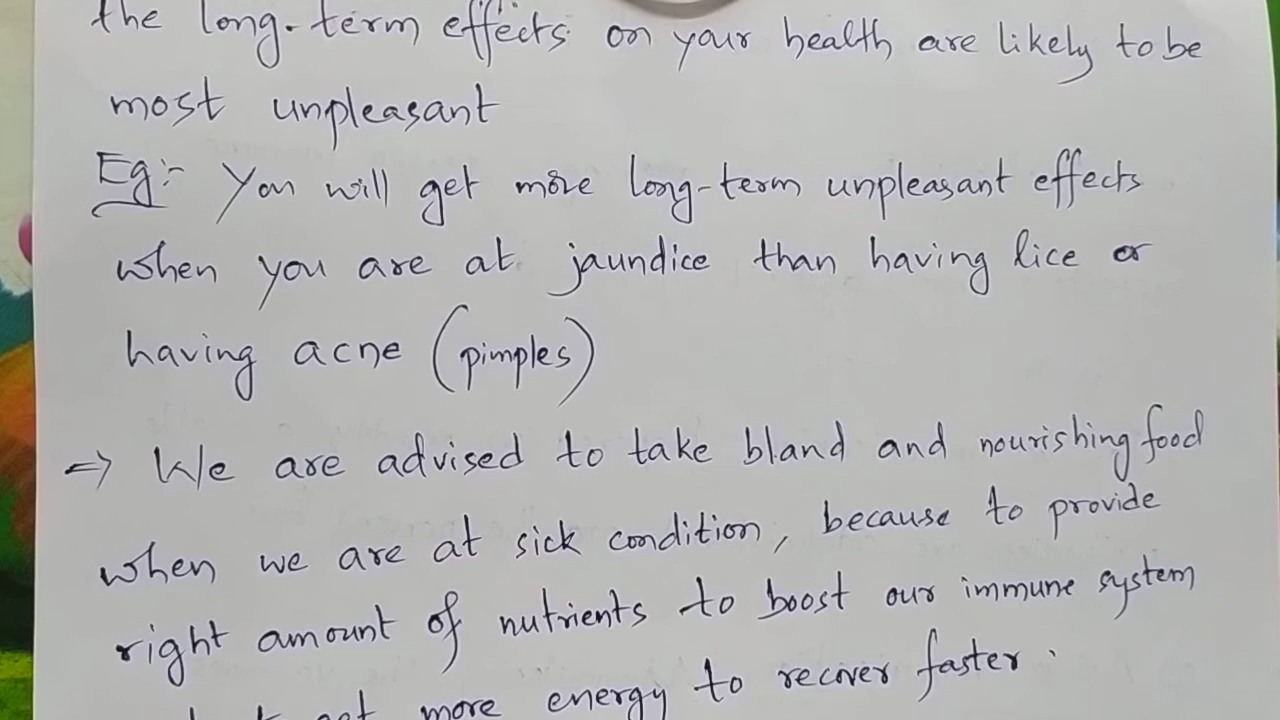 the long-term effects on your health are likely to be
most unpleasant
Eg:- You will get more long-term unpleasant effects
when you are at jaundice than having lice or
having acne (pimples)
=> We are advised to take bland and nourishing food
when we are at sick condition, because to provide
right amount of nutrients to boost our immune system
get more energy to recover faster.